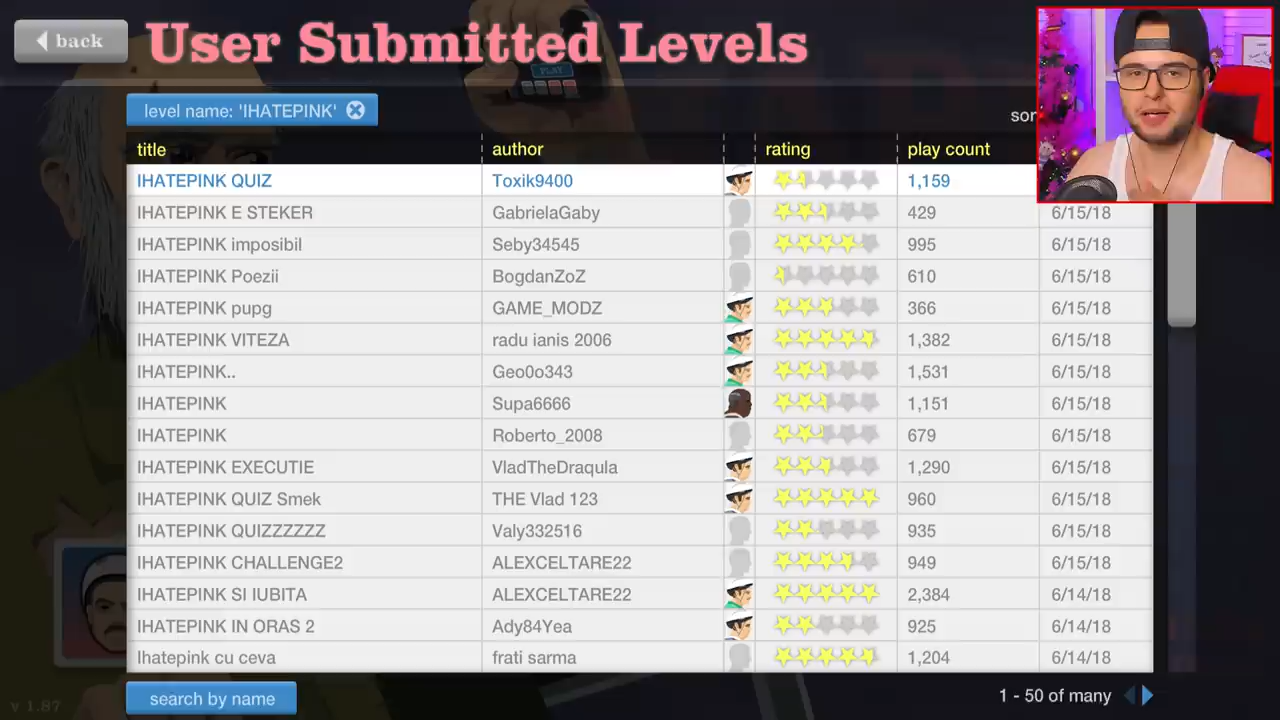 back
User Submitted Levels
PLAY
level name: 'IHATEPINK'
sor
title author rating play count
IHATEPINK QUIZ Toxik9400 1,159
IHATEPINK E STEKER GabrielaGaby 429 6/15/18
IHATEPINK imposibil Seby34545 995 6/15/18
IHATEPINK Poezii BogdanZoZ 610 6/15/18
IHATEPINK pupg GAME_MODZ 366 6/15/18
IHATEPINK VITEZA radu ianis 2006 1,382 6/15/18
IHATEPINK.. Geo0o343 1,531 6/15/18
IHATEPINK Supa6666 1,151 6/15/18
IHATEPINK Roberto_2008 679 6/15/18
IHATEPINK EXECUTIE VladTheDraqula 1,290 6/15/18
IHATEPINK QUIZ Smek THE Vlad 123 960 6/15/18
IHATEPINK QUIZZZZZZ Valy332516 935 6/15/18
IHATEPINK CHALLENGE2 ALEXCELTARE22 949 6/15/18
IHATEPINK SI IUBITA ALEXCELTARE22 2,384 6/14/18
IHATEPINK IN ORAS 2 Ady84Yea 925 6/14/18
Ihatepink cu ceva frati sarma 1,204 6/14/18
search by name
1 - 50 of many
v 1.87